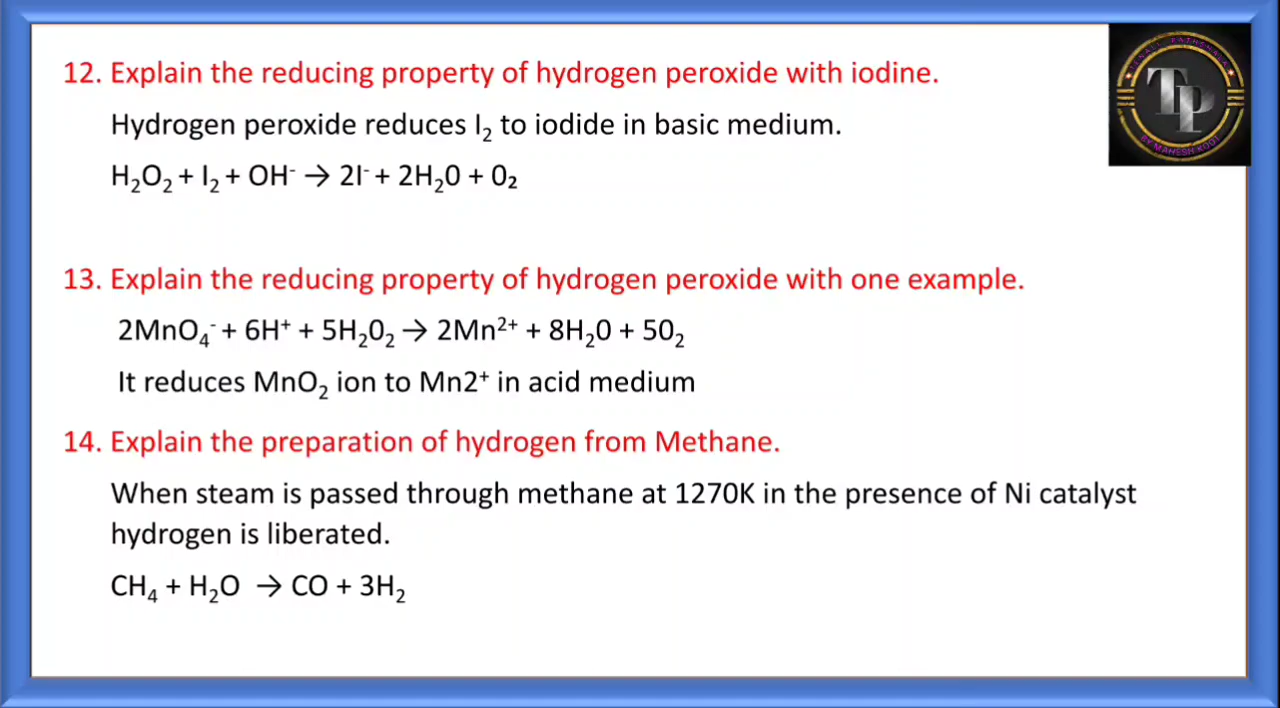 12. Explain the reducing property of hydrogen peroxide with iodine.
Hydrogen peroxide reduces I₂ to iodide in basic medium.
H₂O₂ + I₂ + OH⁻ → 2I⁻ + 2H₂0 + 0₂
13. Explain the reducing property of hydrogen peroxide with one example.
2MnO₄⁻ + 6H⁺ + 5H₂0₂ → 2Mn²⁺ + 8H₂0 + 50₂
It reduces MnO₂ ion to Mn2⁺ in acid medium
14. Explain the preparation of hydrogen from Methane.
When steam is passed through methane at 1270K in the presence of Ni catalyst
hydrogen is liberated.
CH₄ + H₂O → CO + 3H₂
TP
BY MAHESH KOOT